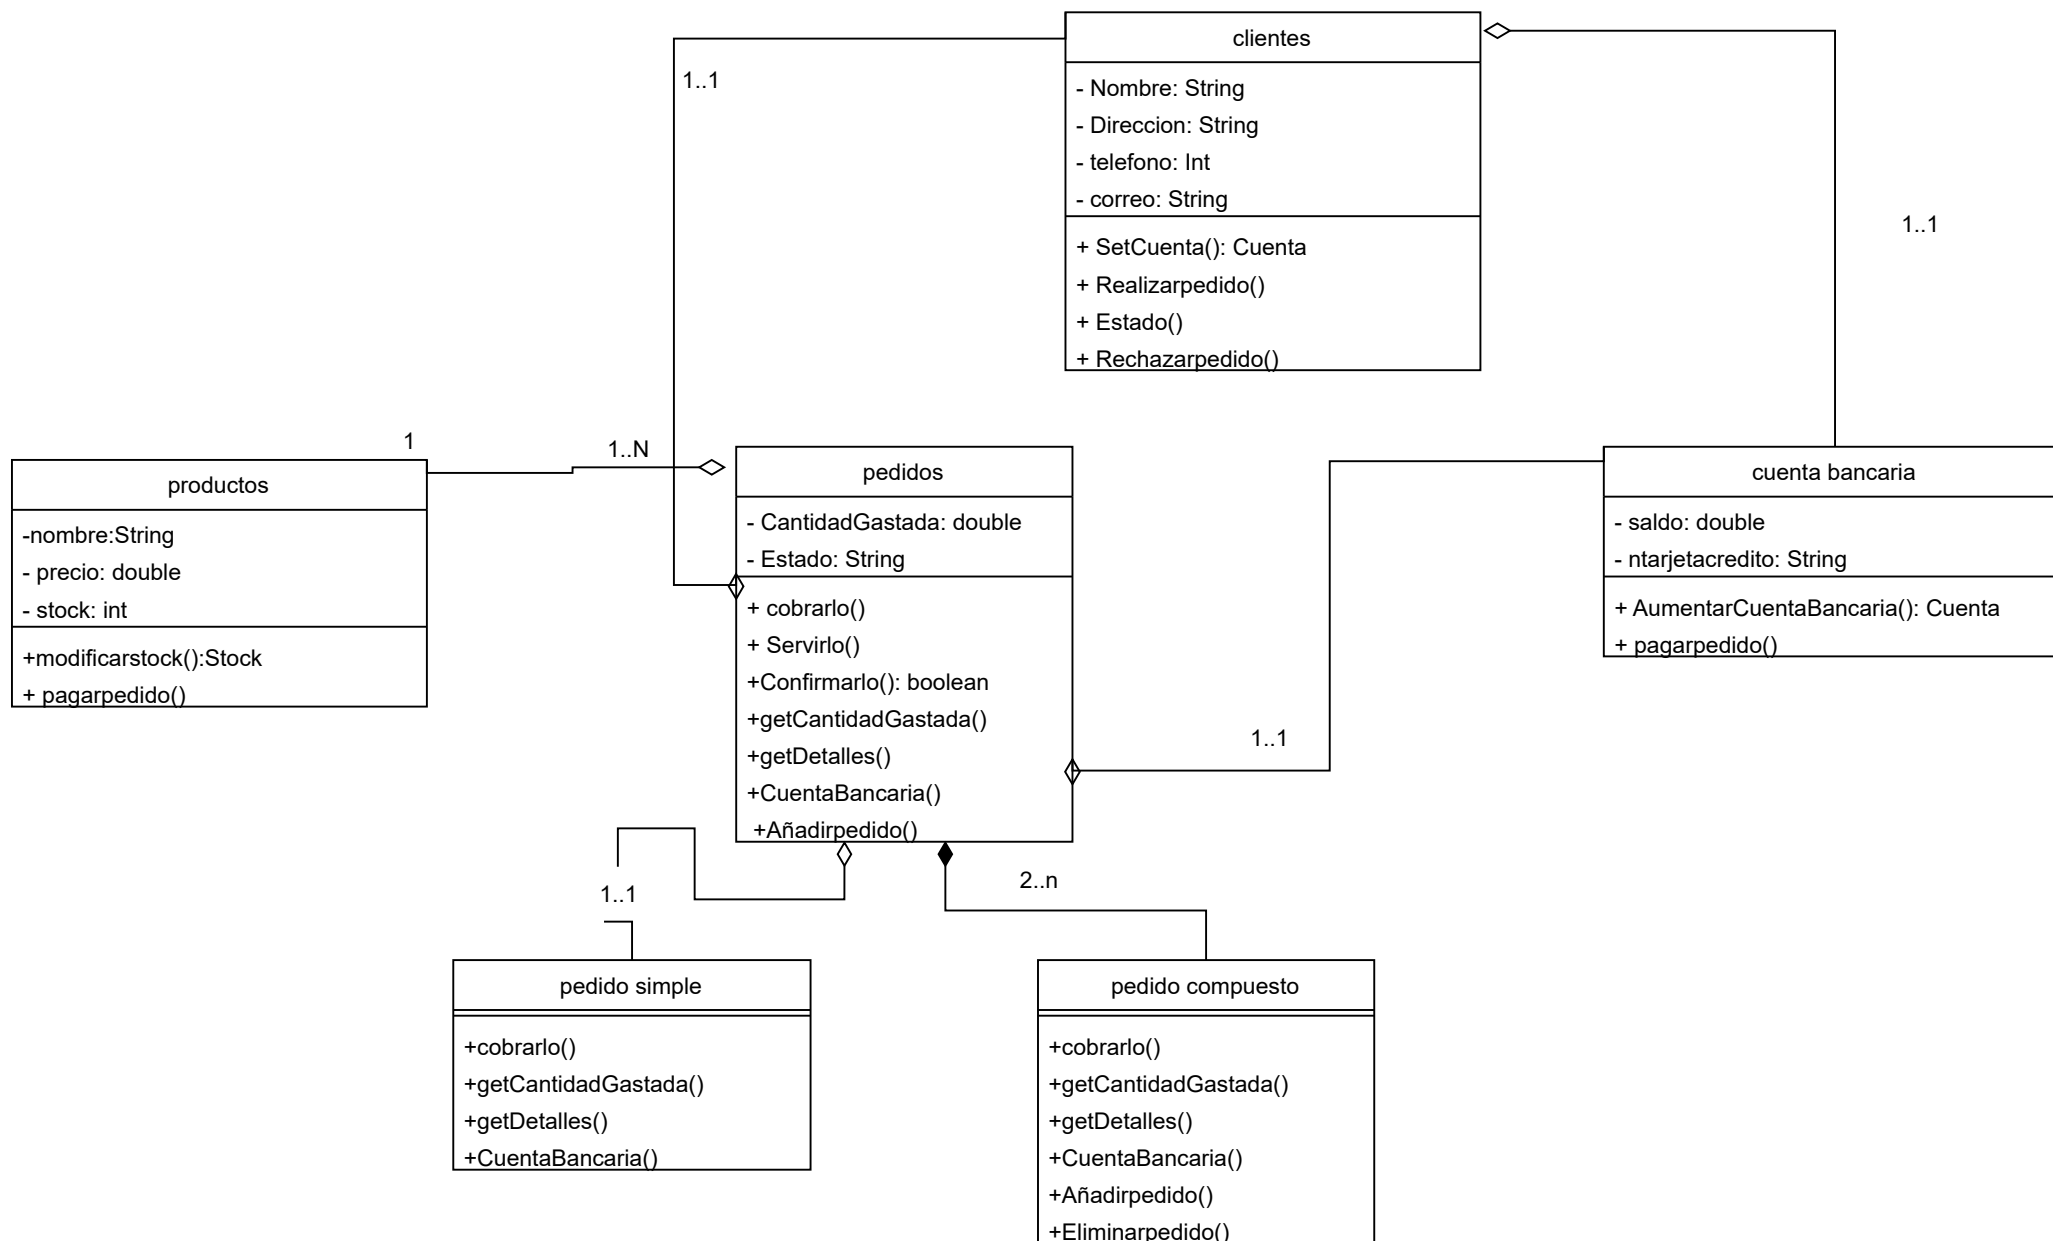 clientes
- Nombre: String
- Direccion: String
- telefono: Int
- correo: String
+ SetCuenta(): Cuenta
+ Realizarpedido()
+ Estado()
+ Rechazarpedido()
1..1
1..1
1
1..N
productos
-nombre:String
- precio: double
- stock: int
+modificarstock():Stock
+ pagarpedido()
pedidos
- CantidadGastada: double
- Estado: String
+ cobrarlo()
+ Servirlo()
+Confirmarlo(): boolean
+getCantidadGastada()
+getDetalles()
+CuentaBancaria()
+Añadirpedido()
cuenta bancaria
- saldo: double
- ntarjetacredito: String
+ AumentarCuentaBancaria(): Cuenta
+ pagarpedido()
1..1
1..1
2..n
pedido simple
+cobrarlo()
+getCantidadGastada()
+getDetalles()
+CuentaBancaria()
pedido compuesto
+cobrarlo()
+getCantidadGastada()
+getDetalles()
+CuentaBancaria()
+Añadirpedido()
+Eliminarpedido()